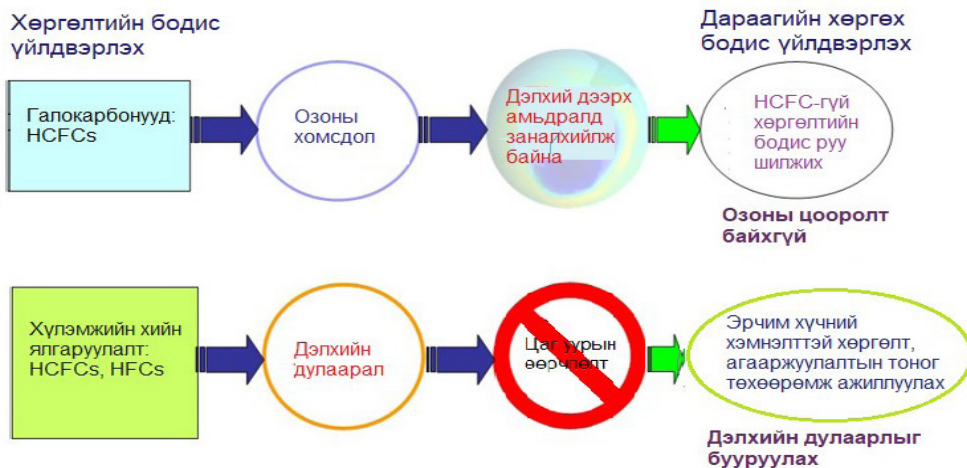 Хөргөлтийн бодис
үйлдвэрлэх
Дараагийн хөргөх
бодис үйлдвэрлэх
Галокарбонууд:
HCFCs
Озоны
хомсдол
Дэлхий дээрх
амьдралд
заналхийлж
байна
HCFC-гүй
хөргөлтийн
бодис руу
шилжих
Озоны цооролт
байхгүй
Хүлэмжийн хийн
ялгаруулалт:
HCFCs, HFCs
Дэлхийн
дулаарал
Цаг уурын
өөрчлөлт
Эрчим хүчний
хэмнэлттэй хөргөлт,
агааржуулалтын тоног
төхөөрөмж ажиллуулах
Дэлхийн дулаарлыг
бууруулах